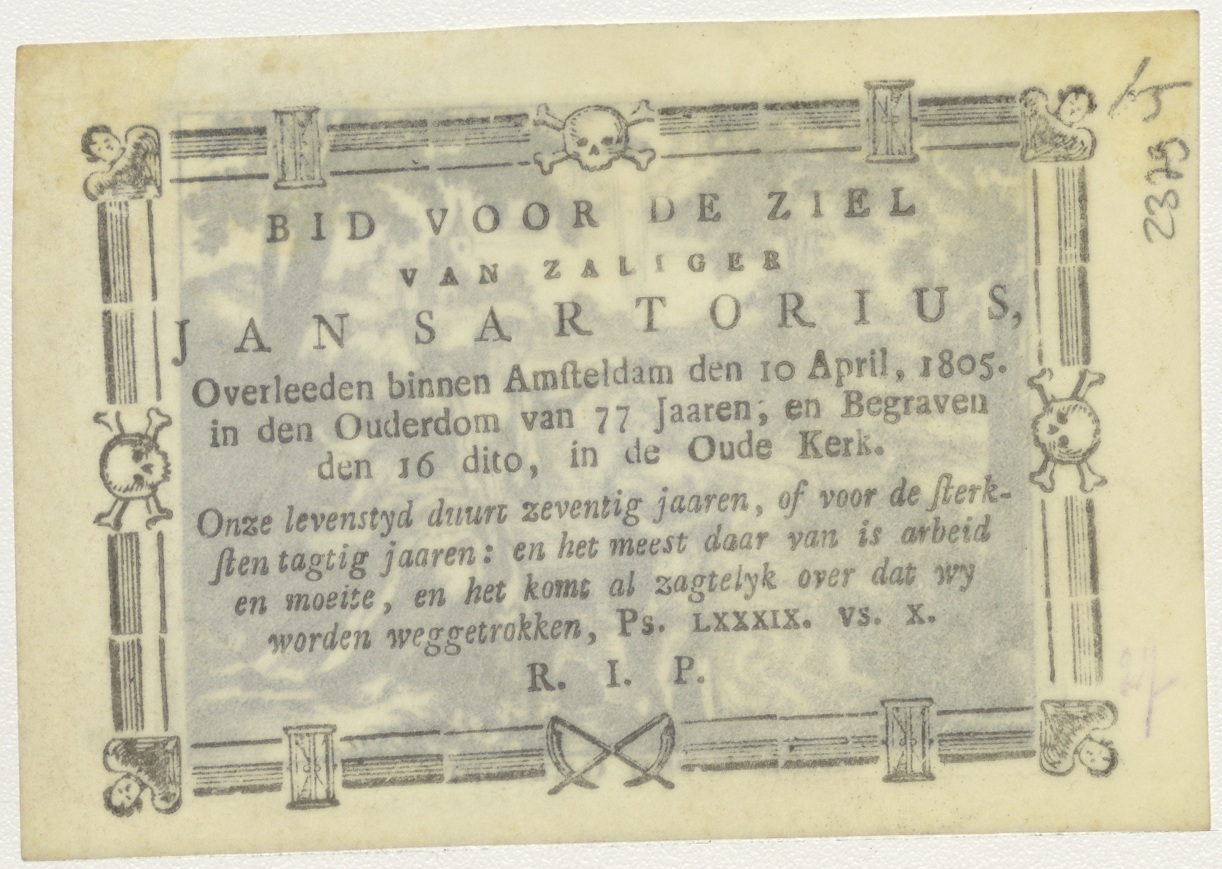 BID VOOR DE ZIEL
VAN ZALIGER
JAN SARTORIUS,
Overleeden binnen Amſteldam den 10 April, 1805.
in den Ouderdom van 77 Jaaren; en Begraven
den 16 dito, in de Oude Kerk.
Onze levenstyd duurt zeventig jaaren, of voor de ſterk-
ſten tagtig jaaren: en het meest daar van is arbeid
en moeite, en het komt al zagtelyk over dat wy
worden weggetrokken, Ps. LXXXIX. vs. X.
R. I. P.
2375
27